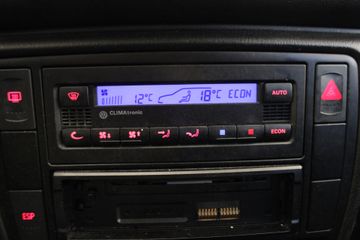 12°C 18°C ECON
AUTO
CLIMAtronic
ECON
ESP